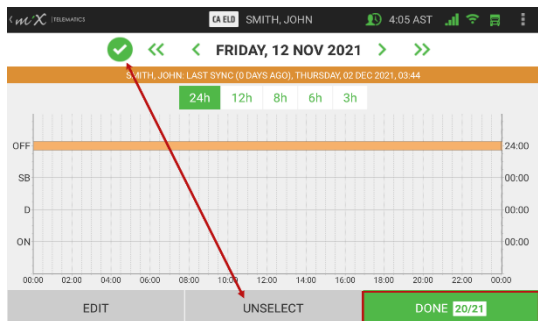 miX TELEMATICS CA ELD SMITH, JOHN 4:05 AST
FRIDAY, 12 NOV 2021
SMITH, JOHN: LAST SYNC (0 DAYS AGO), THURSDAY, 02 DEC 2021, 03:44
24h 12h 8h 6h 3h
OFF 24:00
SB 00:00
D 00:00
ON 00:00
00:00 02:00 04:00 06:00 08:00 10:00 12:00 14:00 16:00 18:00 20:00 22:00 00:00
EDIT UNSELECT DONE 20/21